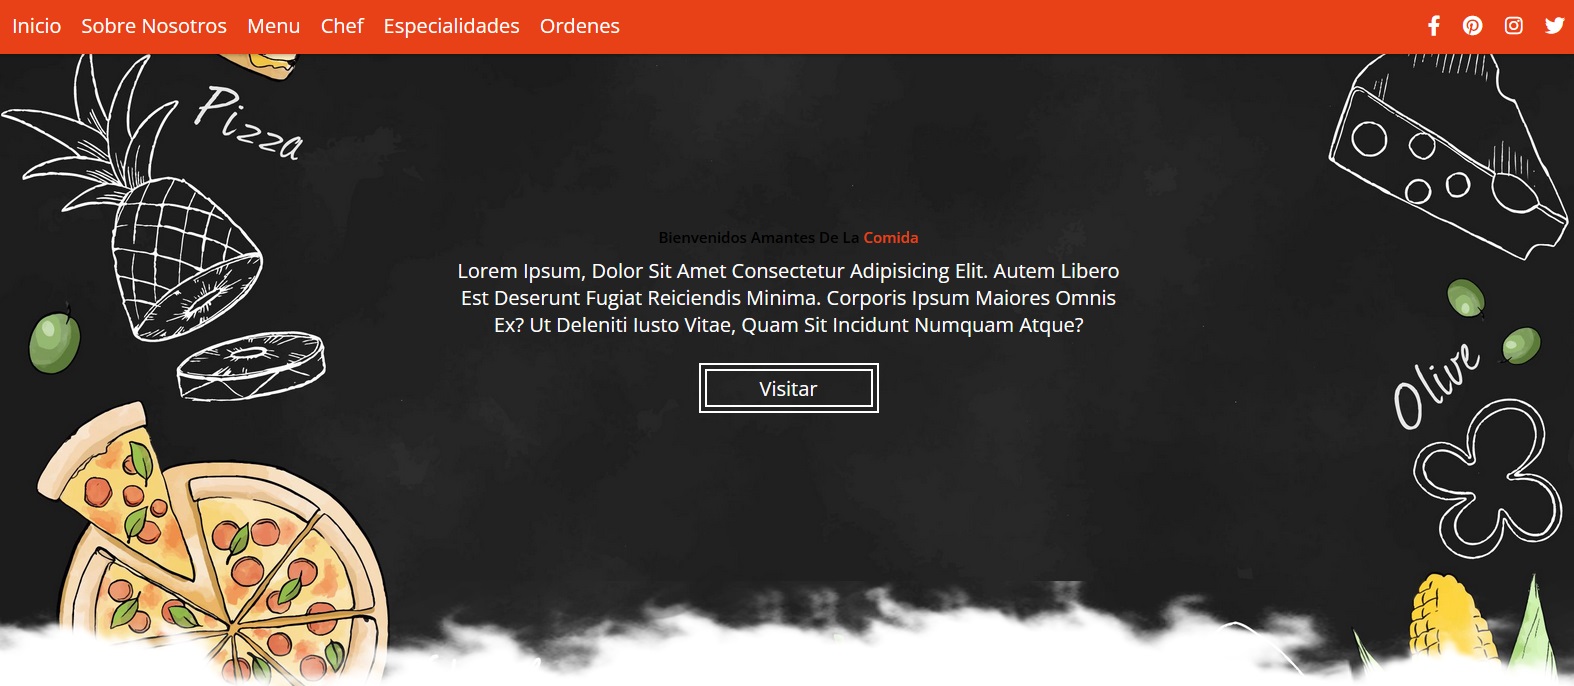 Inicio Sobre Nosotros Menu Chef Especialidades Ordenes
Pizza
Bienvenidos Amantes De La Comida
Lorem Ipsum, Dolor Sit Amet Consectetur Adipisicing Elit. Autem Libero
Est Deserunt Fugiat Reiciendis Minima. Corporis Ipsum Maiores Omnis
Ex? Ut Deleniti Iusto Vitae, Quam Sit Incidunt Numquam Atque?
Visitar
Olive